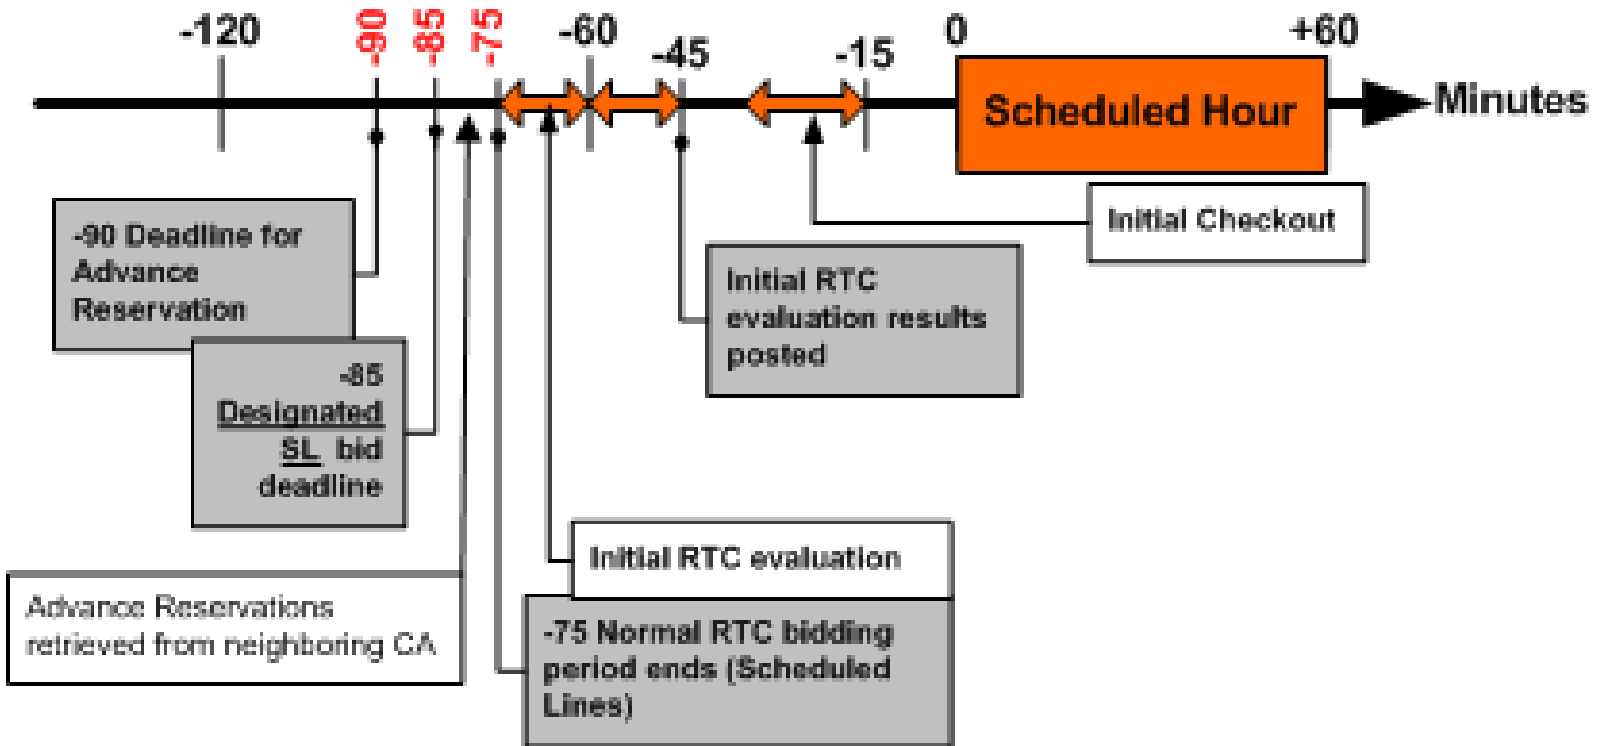 -120
-90
-85
-75
-60
-45
-15
0
+60
Scheduled Hour
Minutes
-90 Deadline for
Advance
Reservation
-85
Designated
SL bid
deadline
Advance Reservations
retrieved from neighboring CA
Initial RTC evaluation
-75 Normal RTC bidding
period ends (Scheduled
Lines)
Initial RTC
evaluation results
posted
Initial Checkout